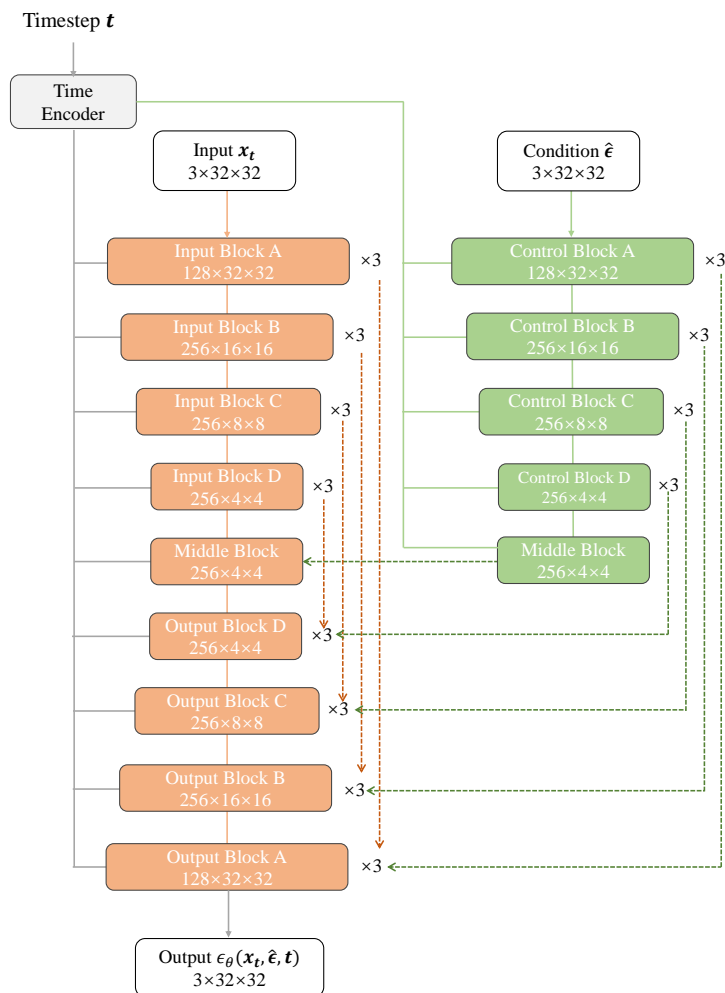 Timestep t
Time
Encoder
Input x_t
3×32×32
Condition ϵ̂
3×32×32
Input Block A
128×32×32
×3
Control Block A
128×32×32
×3
Input Block B
256×16×16
×3
Control Block B
256×16×16
×3
Input Block C
256×8×8
×3
Control Block C
256×8×8
×3
Input Block D
256×4×4
×3
Control Block D
256×4×4
×3
Middle Block
256×4×4
Middle Block
256×4×4
Output Block D
256×4×4
×3
Output Block C
256×8×8
×3
Output Block B
256×16×16
×3
Output Block A
128×32×32
×3
Output ϵ_θ(x_t, ϵ̂, t)
3×32×32